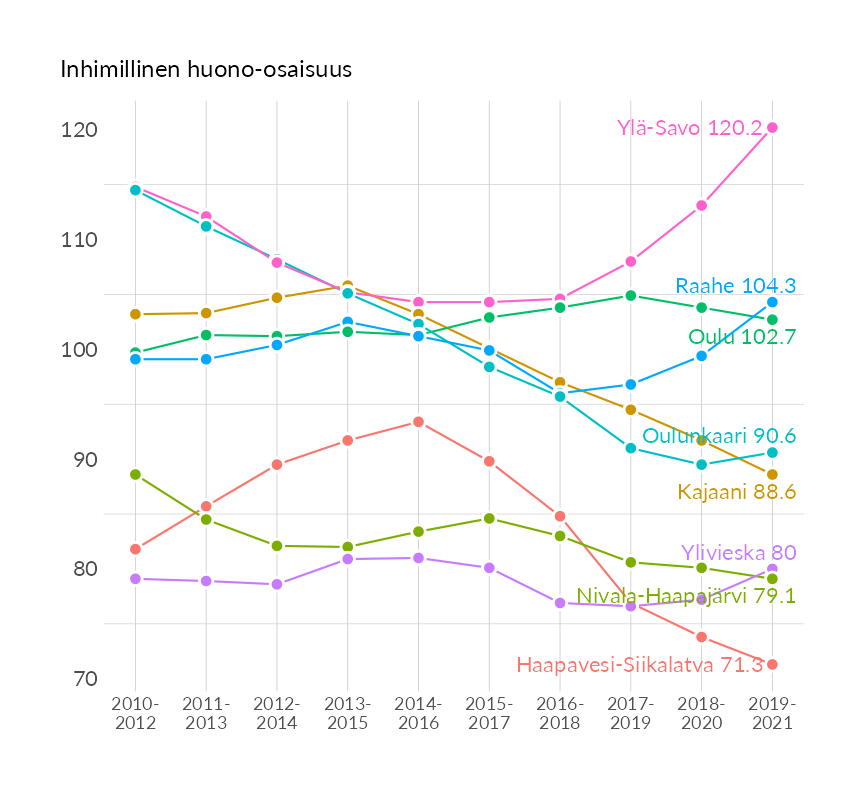 Inhimillinen huono-osaisuus
120
Ylä-Savo 120.2
110
Raahe 104.3
100
Oulu 102.7
Oulunkaari 90.6
90
Kajaani 88.6
Ylivieska 80
80
Nivala-Haapajärvi 79.1
Haapavesi-Siikalatva 71.3
70
2010- 2011- 2012- 2013- 2014- 2015- 2016- 2017- 2018- 2019-
2012 2013 2014 2015 2016 2017 2018 2019 2020 2021